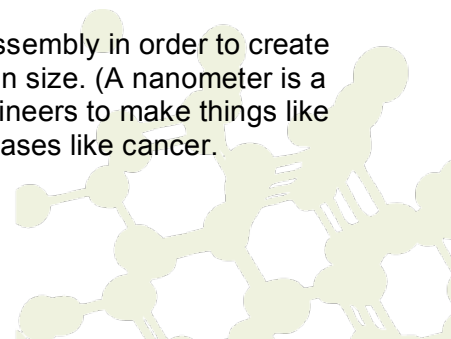 ssembly in order to create
n size. (A nanometer is a
ineers to make things like
ases like cancer.